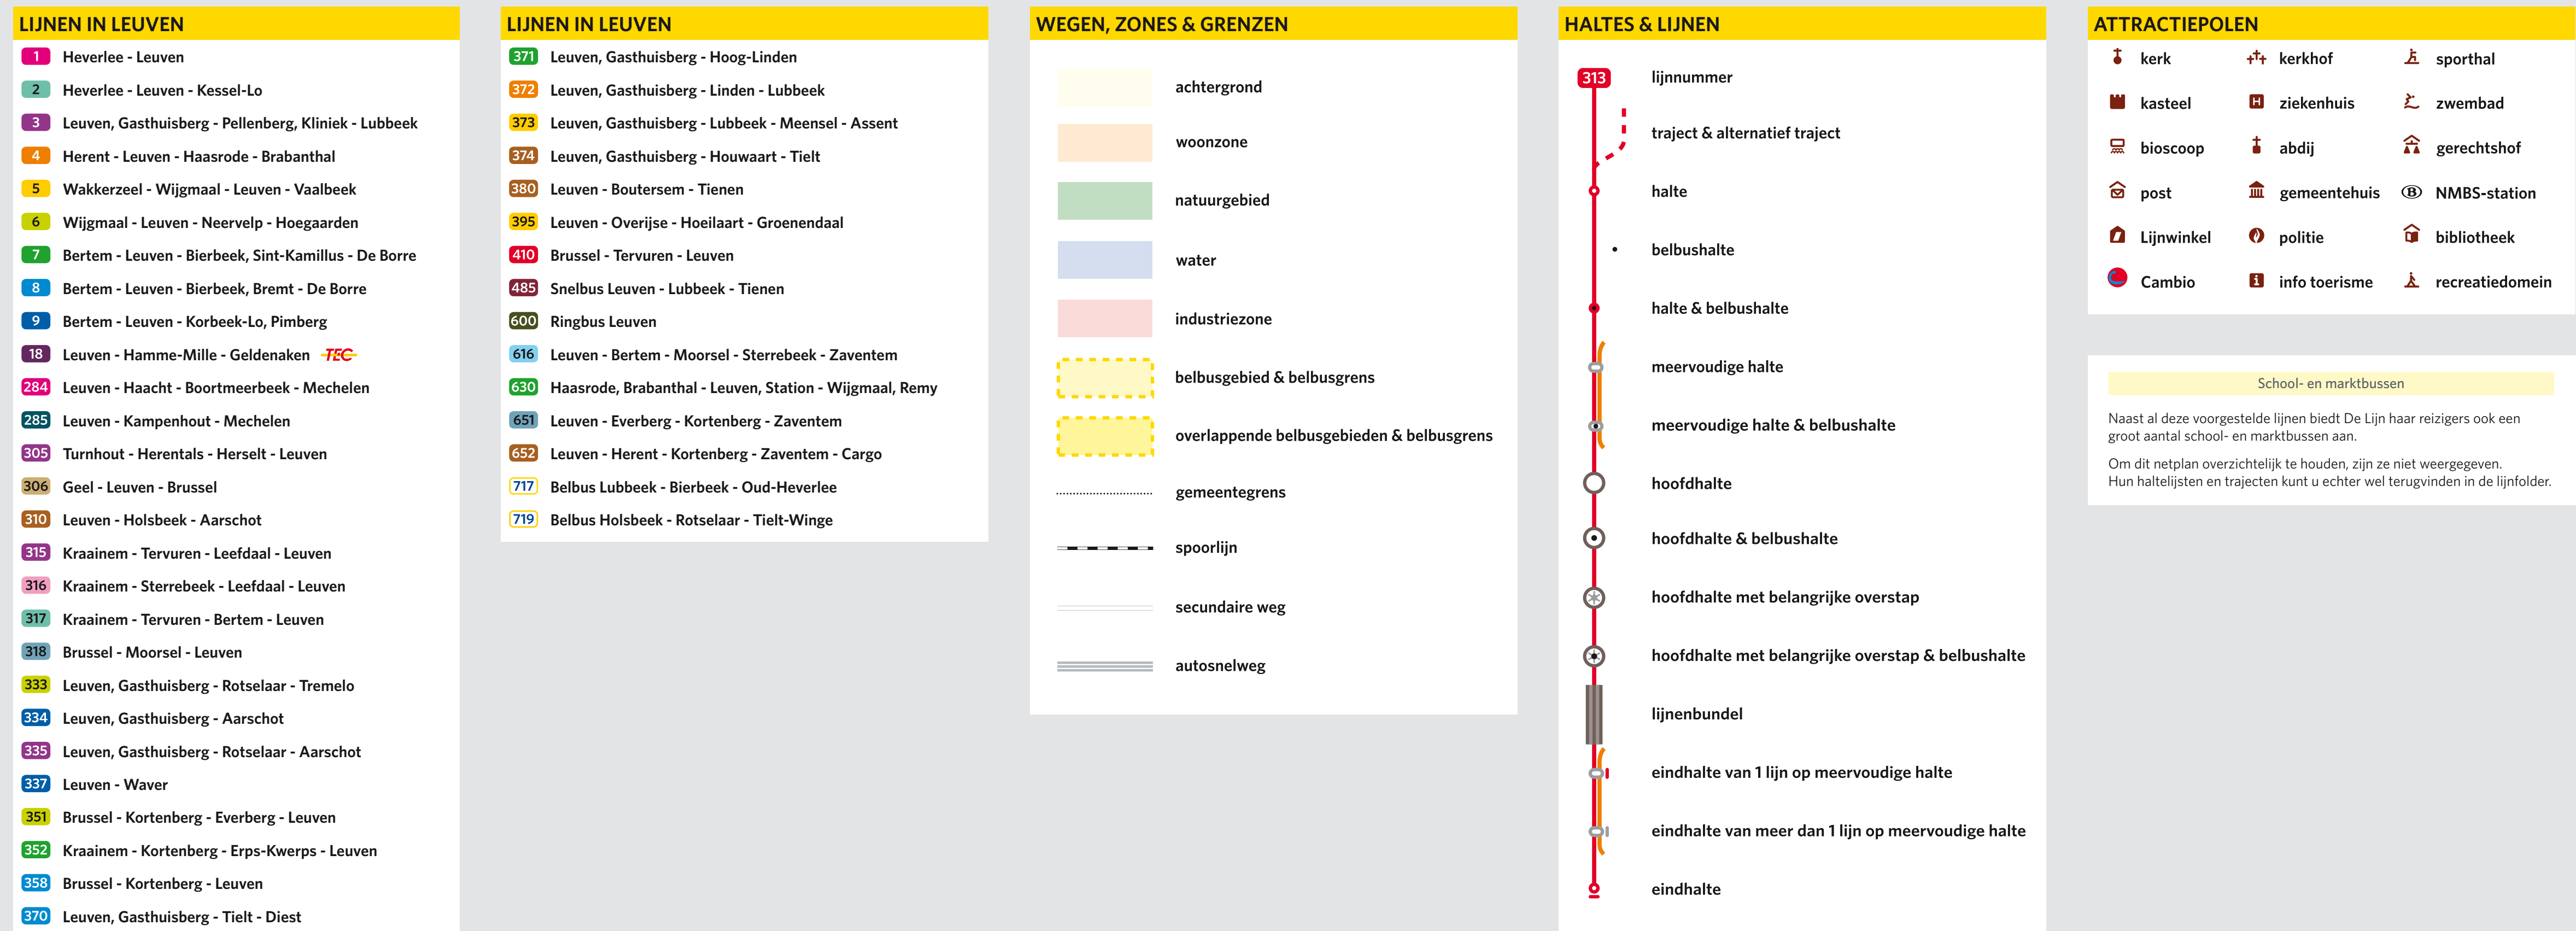 LIJNEN IN LEUVEN
1 Heverlee - Leuven
2 Heverlee - Leuven - Kessel-Lo
3 Leuven, Gasthuisberg - Pellenberg, Kliniek - Lubbeek
4 Herent - Leuven - Haasrode - Brabanthal
5 Wakkerzeel - Wijgmaal - Leuven - Vaalbeek
6 Wijgmaal - Leuven - Neervelp - Hoegaarden
7 Bertem - Leuven - Bierbeek, Sint-Kamillus - De Borre
8 Bertem - Leuven - Bierbeek, Bremt - De Borre
9 Bertem - Leuven - Korbeek-Lo, Pimberg
18 Leuven - Hamme-Mille - Geldenaken TEC
284 Leuven - Haacht - Boortmeerbeek - Mechelen
285 Leuven - Kampenhout - Mechelen
305 Turnhout - Herentals - Herselt - Leuven
306 Geel - Leuven - Brussel
310 Leuven - Holsbeek - Aarschot
315 Kraainem - Tervuren - Leefdaal - Leuven
316 Kraainem - Sterrebeek - Leefdaal - Leuven
317 Kraainem - Tervuren - Bertem - Leuven
318 Brussel - Moorsel - Leuven
333 Leuven, Gasthuisberg - Rotselaar - Tremelo
334 Leuven, Gasthuisberg - Aarschot
335 Leuven, Gasthuisberg - Rotselaar - Aarschot
337 Leuven - Waver
351 Brussel - Kortenberg - Everberg - Leuven
352 Kraainem - Kortenberg - Erps-Kwerps - Leuven
358 Brussel - Kortenberg - Leuven
370 Leuven, Gasthuisberg - Tielt - Diest
LIJNEN IN LEUVEN
371 Leuven, Gasthuisberg - Hoog-Linden
372 Leuven, Gasthuisberg - Linden - Lubbeek
373 Leuven, Gasthuisberg - Lubbeek - Meensel - Assent
374 Leuven, Gasthuisberg - Houwaart - Tielt
380 Leuven - Boutersem - Tienen
395 Leuven - Overijse - Hoeilaart - Groenendaal
410 Brussel - Tervuren - Leuven
485 Snelbus Leuven - Lubbeek - Tienen
600 Ringbus Leuven
616 Leuven - Bertem - Moorsel - Sterrebeek - Zaventem
630 Haasrode, Brabanthal - Leuven, Station - Wijgmaal, Remy
651 Leuven - Everberg - Kortenberg - Zaventem
652 Leuven - Herent - Kortenberg - Zaventem - Cargo
717 Belbus Lubbeek - Bierbeek - Oud-Heverlee
719 Belbus Holsbeek - Rotselaar - Tielt-Winge
WEGEN, ZONES & GRENZEN
achtergrond
woonzone
natuurgebied
water
industriezone
belbusgebied & belbusgrens
overlappende belbusgebieden & belbusgrens
gemeentegrens
spoorlijn
secundaire weg
autosnelweg
HALTES & LIJNEN
313 lijnnummer
traject & alternatief traject
halte
belbushalte
halte & belbushalte
meervoudige halte
meervoudige halte & belbushalte
hoofdhalte
hoofdhalte & belbushalte
hoofdhalte met belangrijke overstap
hoofdhalte met belangrijke overstap & belbushalte
lijnenbundel
eindhalte van 1 lijn op meervoudige halte
eindhalte van meer dan 1 lijn op meervoudige halte
eindhalte
ATTRACTIEPOLEN
kerk kerkhof sporthal
kasteel H ziekenhuis zwembad
bioscoop abdij gerechtshof
post gemeentehuis B NMBS-station
Lijnwinkel politie bibliotheek
Cambio i info toerisme recreatiedomein
School- en marktbussen
Naast al deze voorgestelde lijnen biedt De Lijn haar reizigers ook een
groot aantal school- en marktbussen aan.
Om dit netplan overzichtelijk te houden, zijn ze niet weergegeven.
Hun haltelijsten en trajecten kunt u echter wel terugvinden in de lijnfolder.